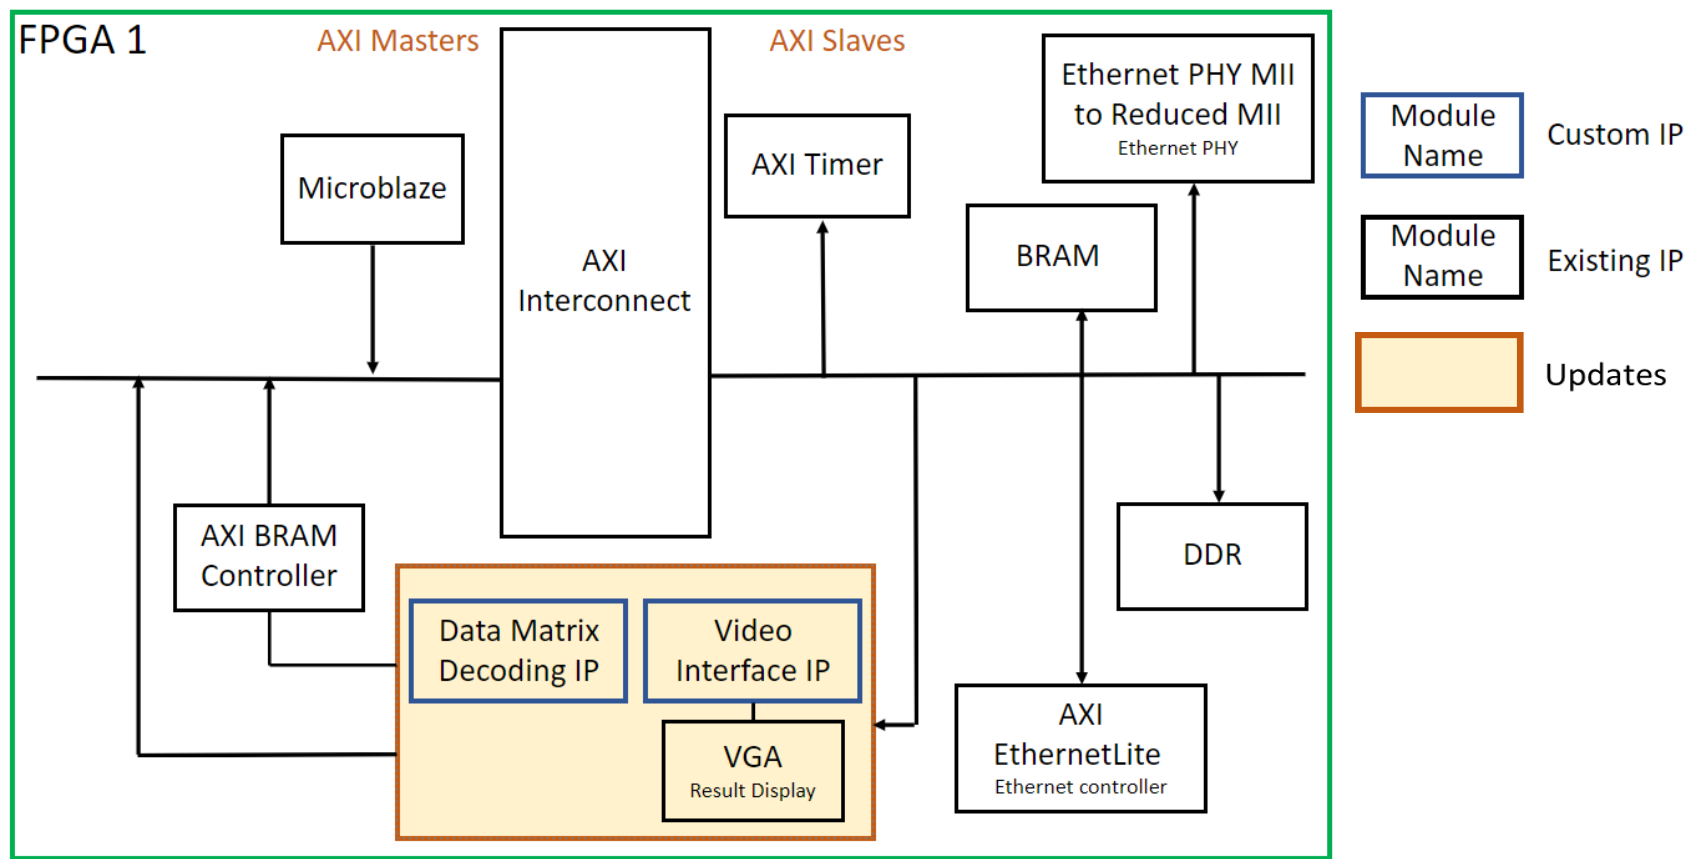 FPGA 1
AXI Masters
AXI Slaves
Microblaze
AXI
Interconnect
AXI Timer
Ethernet PHY MII
to Reduced MII
Ethernet PHY
BRAM
AXI BRAM
Controller
Data Matrix
Decoding IP
Video
Interface IP
VGA
Result Display
DDR
AXI
EthernetLite
Ethernet controller
Module
Name
Custom IP
Module
Name
Existing IP
Updates